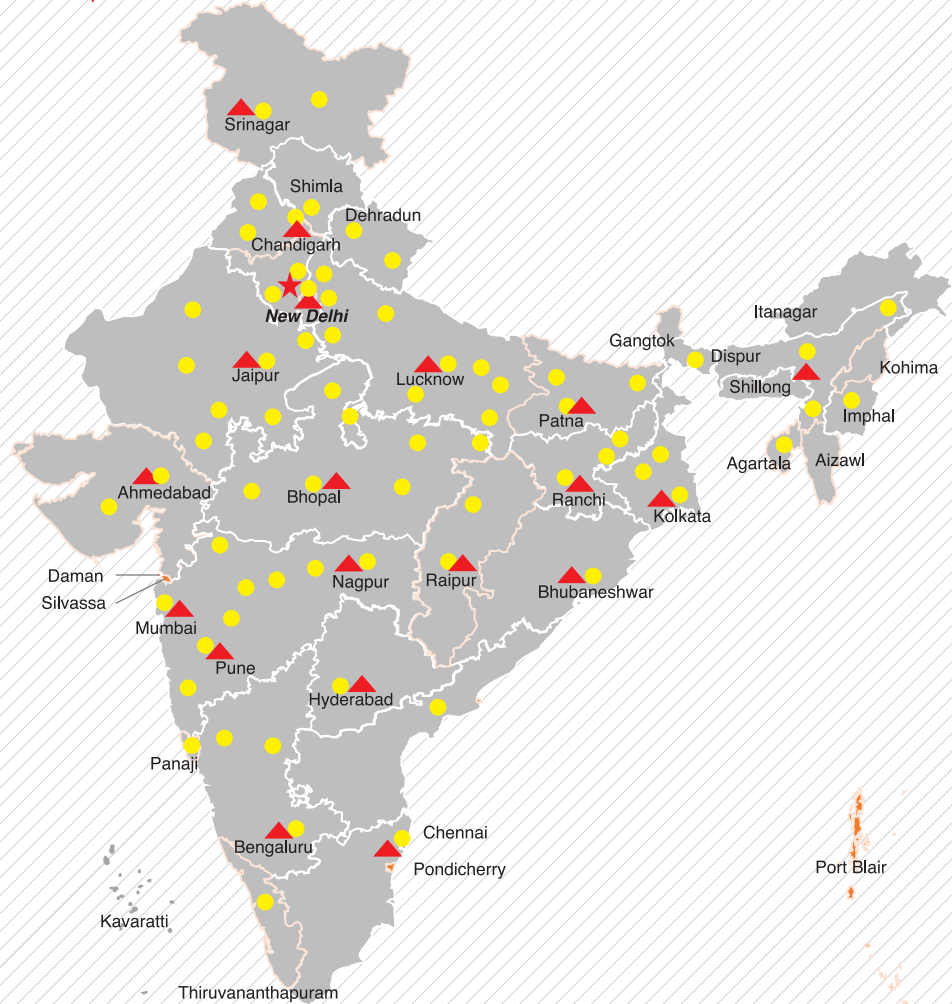 Srinagar
Shimla
Dehradun
Chandigarh
New Delhi
Itanagar
Gangtok
Dispur
Kohima
Jaipur
Lucknow
Shillong
Imphal
Patna
Agartala
Aizawl
Ahmedabad
Bhopal
Ranchi
Kolkata
Daman
Nagpur
Raipur
Bhubaneshwar
Silvassa
Mumbai
Pune
Hyderabad
Panaji
Chennai
Bengaluru
Pondicherry
Port Blair
Kavaratti
Thiruvananthapuram